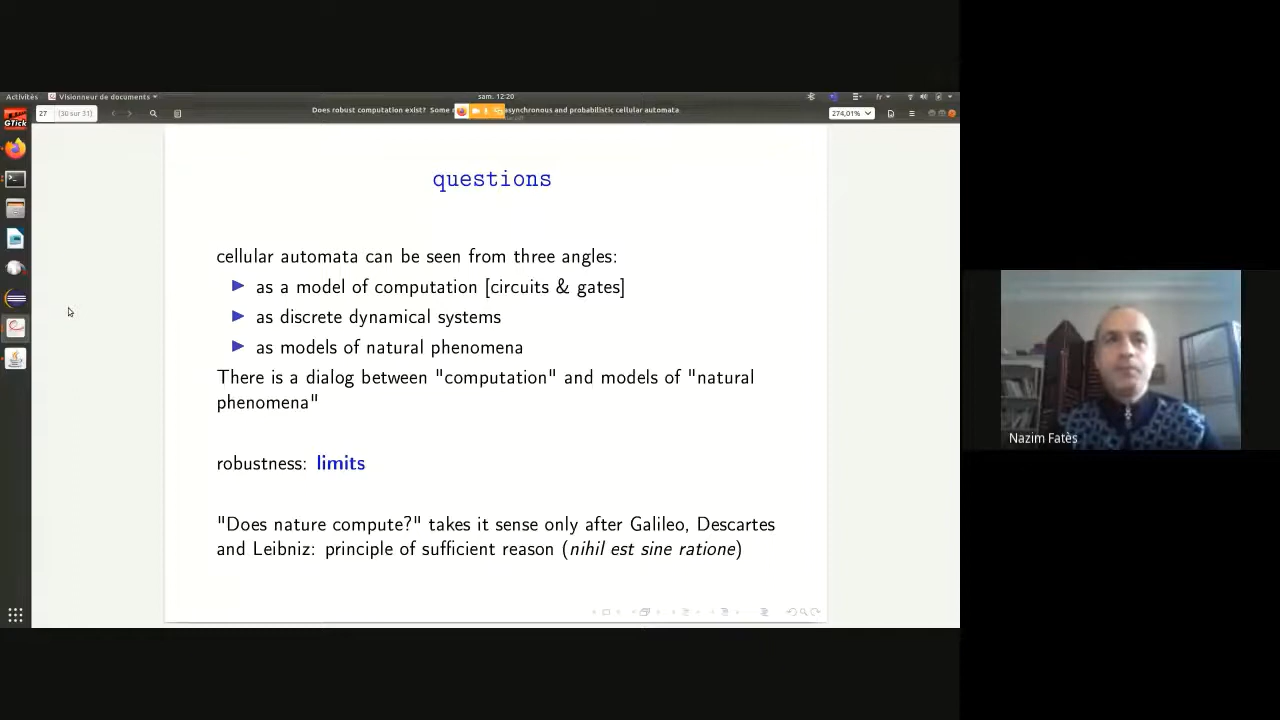 Activités
Visionneur de documents
sam. 12:20
fr
GTick
27
(30 sur 31)
Does robust computation exist? Some
asynchronous and probabilistic cellular automata
274,01%
questions
cellular automata can be seen from three angles:
as a model of computation [circuits & gates]
as discrete dynamical systems
as models of natural phenomena
There is a dialog between "computation" and models of "natural
phenomena"
robustness: limits
"Does nature compute?" takes it sense only after Galileo, Descartes
and Leibniz: principle of sufficient reason (nihil est sine ratione)
Nazim Fatès